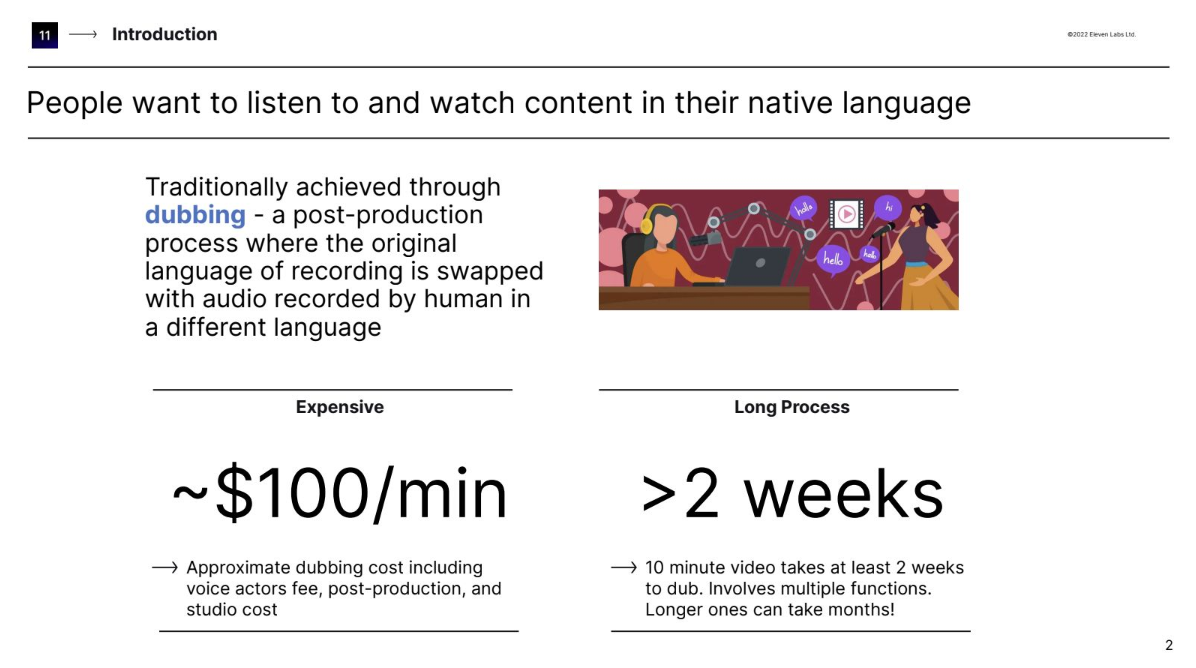 11 → Introduction
©2022 Eleven Labs Ltd.
People want to listen to and watch content in their native language
Traditionally achieved through
dubbing - a post-production
process where the original
language of recording is swapped
with audio recorded by human in
a different language
hello
hi
hello
hello
Expensive
~$100/min
→ Approximate dubbing cost including
voice actors fee, post-production, and
studio cost
Long Process
>2 weeks
→ 10 minute video takes at least 2 weeks
to dub. Involves multiple functions.
Longer ones can take months!
2